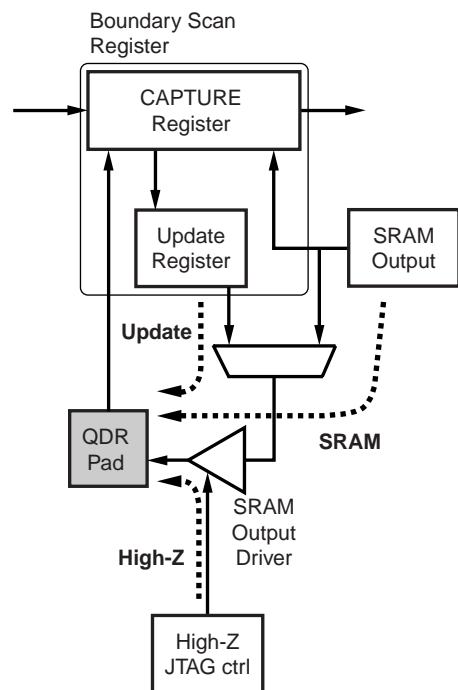 Boundary Scan
Register
CAPTURE
Register
Update
Register
SRAM
Output
Update
SRAM
QDR
Pad
SRAM
Output
Driver
High-Z
High-Z
JTAG ctrl